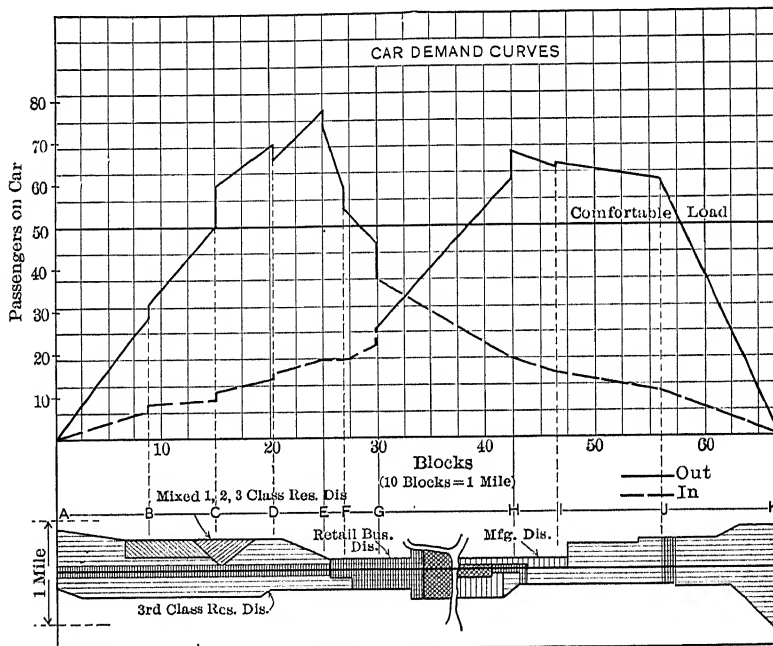 CAR DEMAND CURVES
Passengers on Car
80
70
60
50
40
30
20
10
Comfortable Load
10
20
30
40
50
60
Blocks
(10 Blocks=1 Mile)
Out
In
Mixed 1, 2, 3 Class Res. Dis
A
B
C
D
E
F
G
H
I
J
K
Retail Bus. Dis.
Mfg. Dis.
1 Mile
3rd Class Res. Dis.